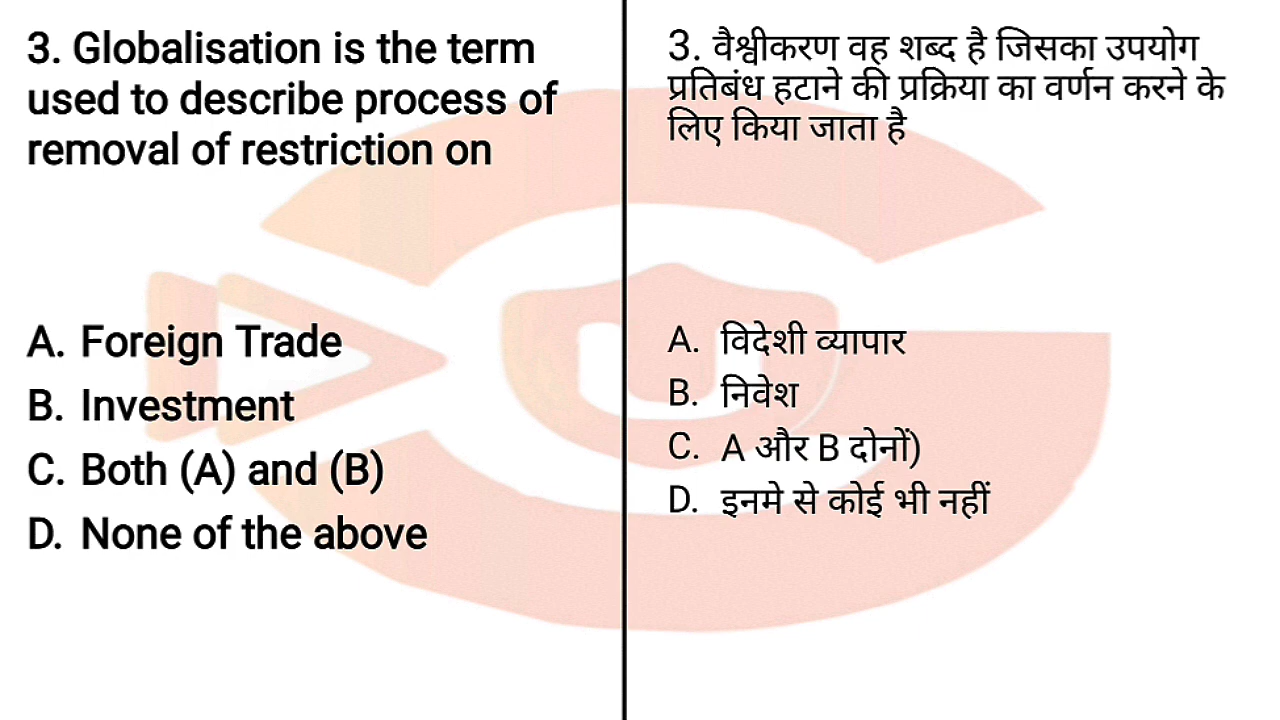 3. Globalisation is the term
used to describe process of
removal of restriction on
A. Foreign Trade
B. Investment
C. Both (A) and (B)
D. None of the above
3. वैश्वीकरण वह शब्द है जिसका उपयोग
प्रतिबंध हटाने की प्रक्रिया का वर्णन करने के
लिए किया जाता है
A. विदेशी व्यापार
B. निवेश
C. A और B दोनों)
D. इनमे से कोई भी नहीं